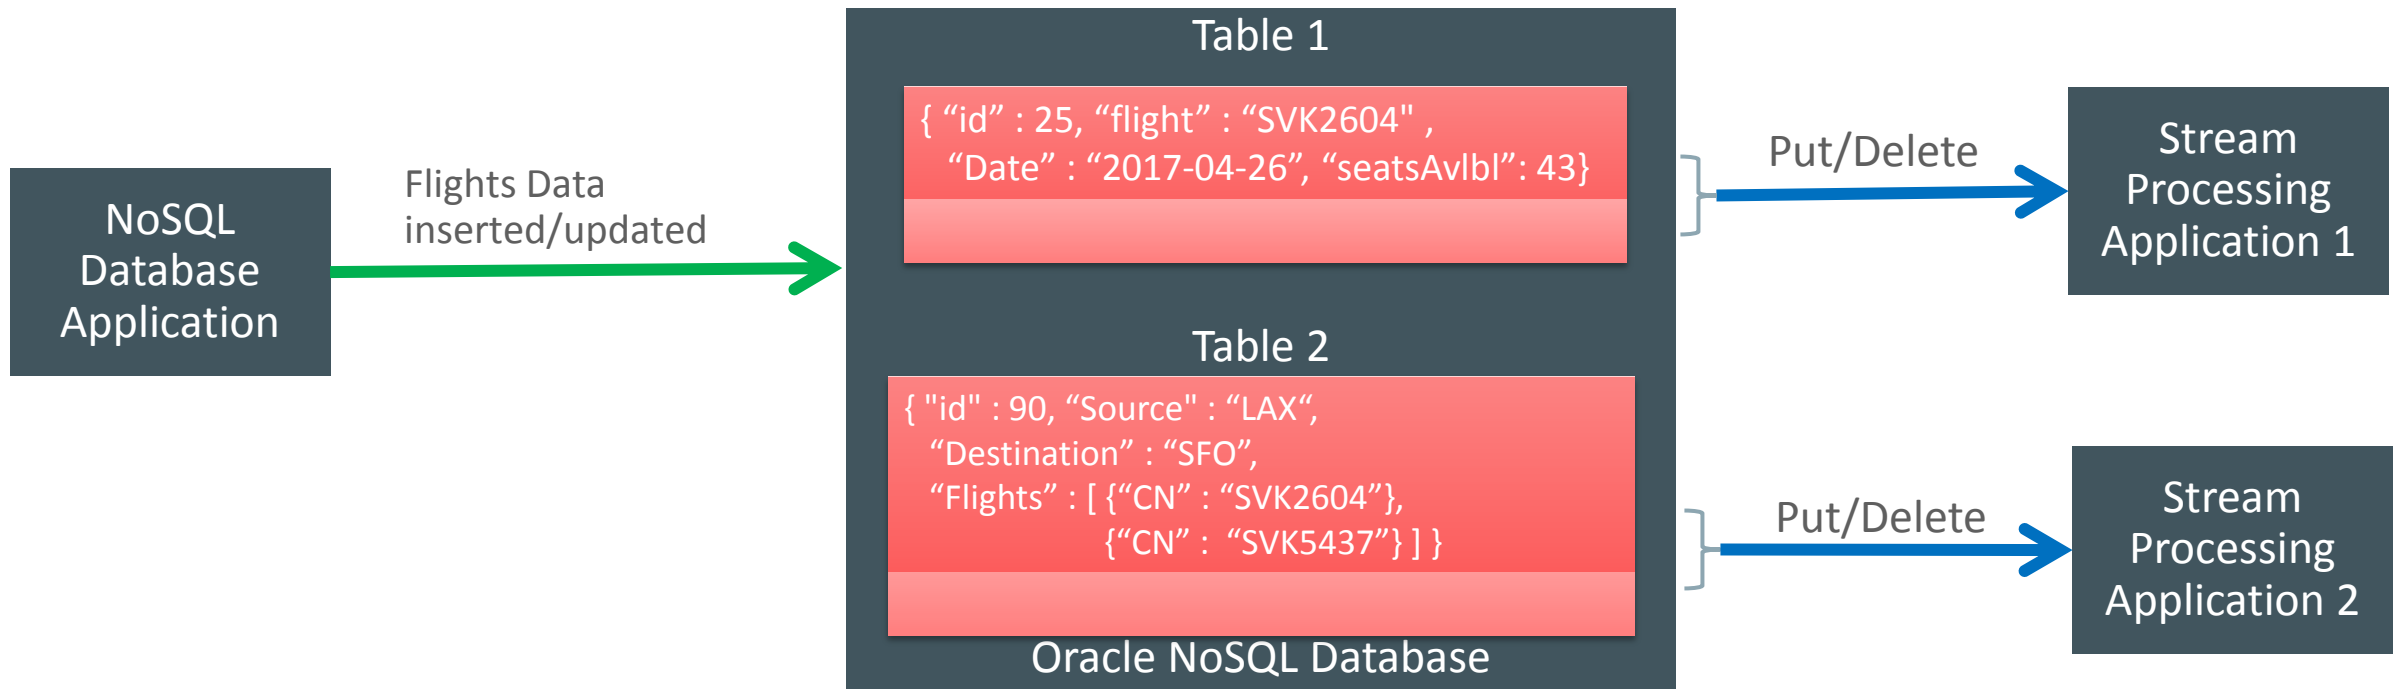 NoSQL
Database
Application
Flights Data
inserted/updated
Table 1
{ “id” : 25, “flight” : “SVK2604" ,
“Date” : “2017-04-26”, “seatsAvlbl”: 43}
Table 2
{ "id" : 90, “Source" : “LAX“,
“Destination” : “SFO”,
“Flights” : [ {“CN” : “SVK2604”},
{“CN” : “SVK5437”} ] }
Oracle NoSQL Database
Put/Delete
Stream
Processing
Application 1
Put/Delete
Stream
Processing
Application 2